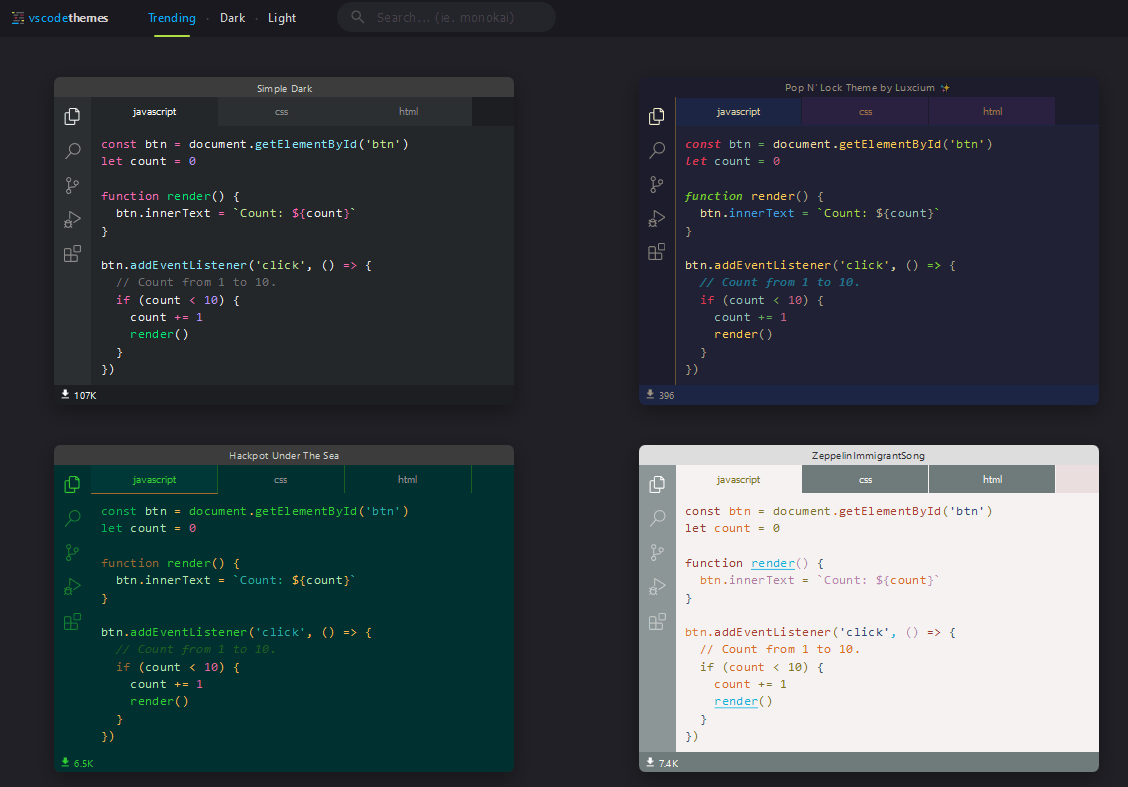 vscodethemes Trending · Dark · Light Search... (ie. monokai)
Simple Dark
javascript css html
const btn = document.getElementById('btn')
let count = 0
function render() {
btn.innerText = `Count: ${count}`
}
btn.addEventListener('click', () => {
// Count from 1 to 10.
if (count < 10) {
count += 1
render()
}
})
107K
Pop N' Lock Theme by Luxcium ✨
javascript css html
const btn = document.getElementById('btn')
let count = 0
function render() {
btn.innerText = `Count: ${count}`
}
btn.addEventListener('click', () => {
// Count from 1 to 10.
if (count < 10) {
count += 1
render()
}
})
396
Hackpot Under The Sea
javascript css html
const btn = document.getElementById('btn')
let count = 0
function render() {
btn.innerText = `Count: ${count}`
}
btn.addEventListener('click', () => {
// Count from 1 to 10.
if (count < 10) {
count += 1
render()
}
})
6.5K
ZeppelinImmigrantSong
javascript css html
const btn = document.getElementById('btn')
let count = 0
function render() {
btn.innerText = `Count: ${count}`
}
btn.addEventListener('click', () => {
// Count from 1 to 10.
if (count < 10) {
count += 1
render()
}
})
7.4K